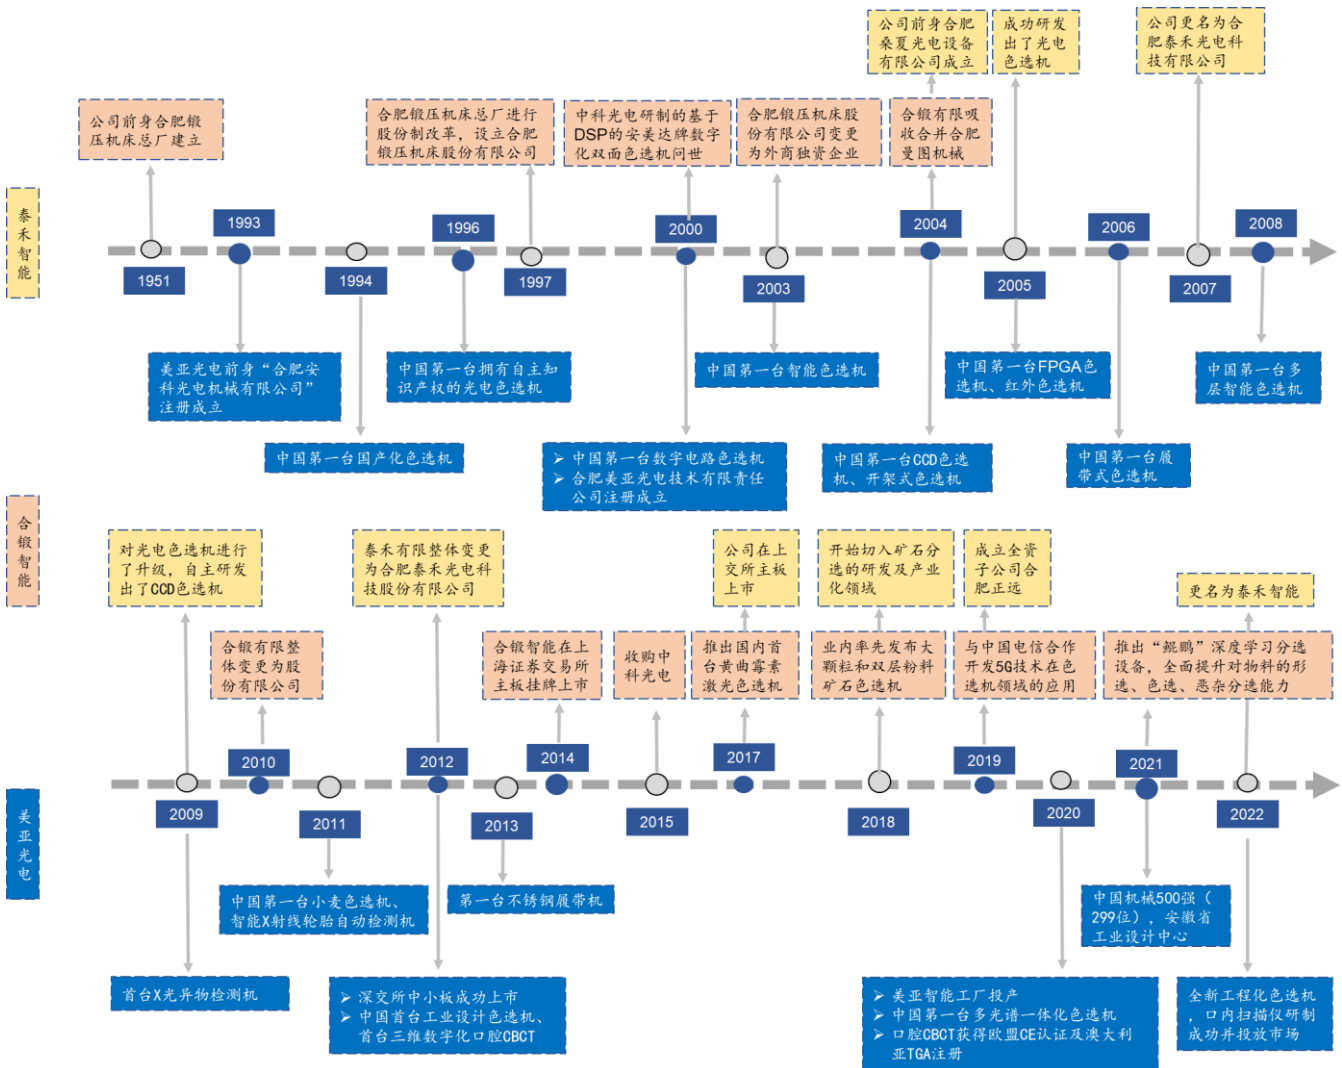 公司前身合肥
桑夏光电设备
有限公司成立
成功研发
出了光电
色选机
公司更名为合
肥泰禾光电科
技有限公司
公司前身合肥锻
压机床总厂建立
合肥锻压机床总厂进行
股份制改革，设立合肥
锻压机床股份有限公司
中科光电研制的基于
DSP的安美达牌数字
化双面色选机问世
合肥锻压机床股
份有限公司变更
为外商独资企业
合锻有限吸
收合并合肥
曼图机械
泰禾智能
1993
1996
2000
2004
2006
2008
1951
1994
1997
2003
2005
2007
美亚光电前身“合肥安
科光电机械有限公司”
注册成立
中国第一台拥有自主知
识产权的光电色选机
中国第一台智能色选机
中国第一台FPGA色
选机、红外色选机
中国第一台多
层智能色选机
中国第一台国产化色选机
➢ 中国第一台数字电路色选机
➢ 合肥美亚光电技术有限责任
公司注册成立
中国第一台CCD色选
机、开架式色选机
中国第一台履
带式色选机
合锻智能
对光电色选机进行
了升级，自主研发
出了CCD色选机
泰禾有限整体变更
为合肥泰禾光电科
技股份有限公司
公司在上
交所主板
上市
开始切入矿石分
选的研发及产业
化领域
成立全资
子公司合
肥正远
更名为泰禾智能
合锻有限整
体变更为股
份有限公司
合锻智能在上
海证券交易所
主板挂牌上市
收购中
科光电
推出国内首
台黄曲霉素
激光色选机
业内率先发布大
颗粒和双层粉料
矿石色选机
与中国电信合作
开发5G技术在色
选机领域的应用
推出“鲲鹏”深度学习分选
设备，全面提升对物料的形
选、色选、恶杂分选能力
2010
2012
2014
2017
2019
2021
2009
2011
2013
2015
2018
2020
2022
美亚光电
中国第一台小麦色选机、
智能X射线轮胎自动检测机
第一台不锈钢履带机
中国机械500强（
299位），安徽省
工业设计中心
首台X光异物检测机
➢ 深交所中小板成功上市
➢ 中国首台工业设计色选机、
首台三维数字化口腔CBCT
➢ 美亚智能工厂投产
➢ 中国第一台多光谱一体化色选机
➢ 口腔CBCT获得欧盟CE认证及澳大利
亚TGA注册
全新工程化色选机
，口内扫描仪研制
成功并投放市场